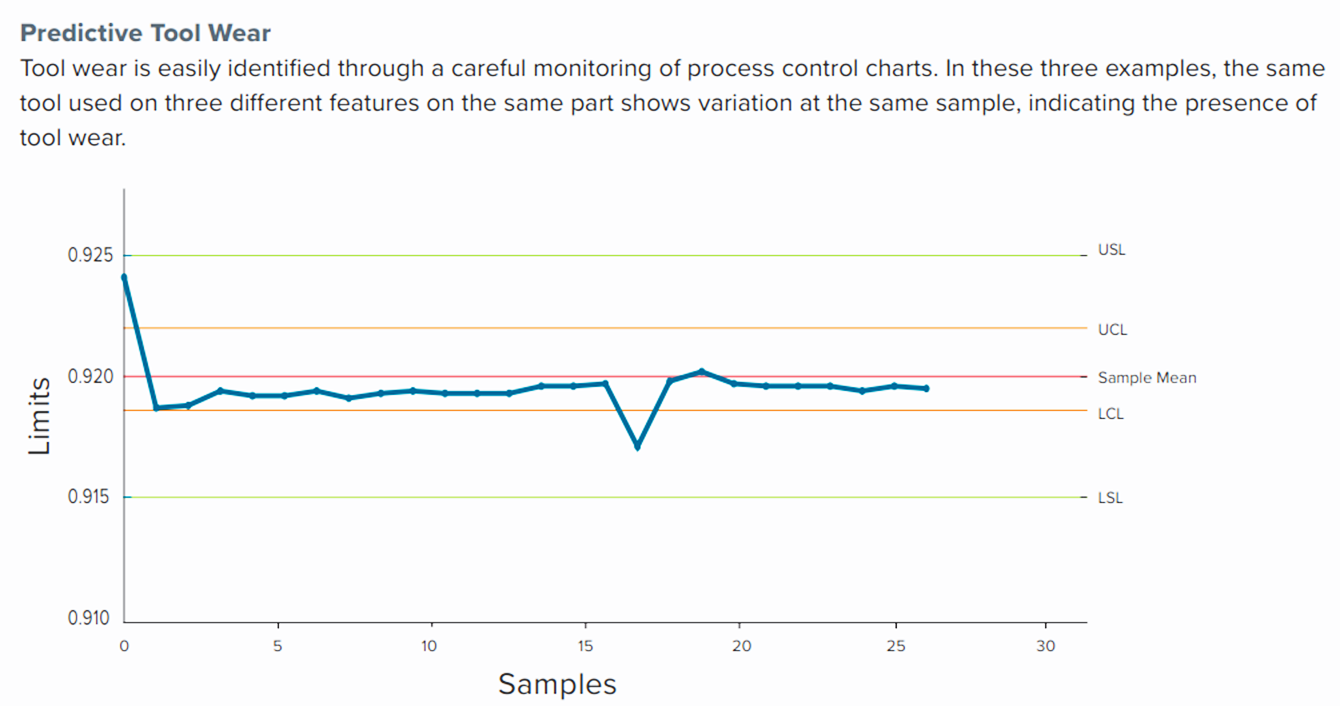 Predictive Tool Wear
Tool wear is easily identified through a careful monitoring of process control charts. In these three examples, the same
tool used on three different features on the same part shows variation at the same sample, indicating the presence of
tool wear.
0.925
USL
UCL
0.920
Sample Mean
LCL
0.915
LSL
0.910
Limits
0 5 10 15 20 25 30
Samples